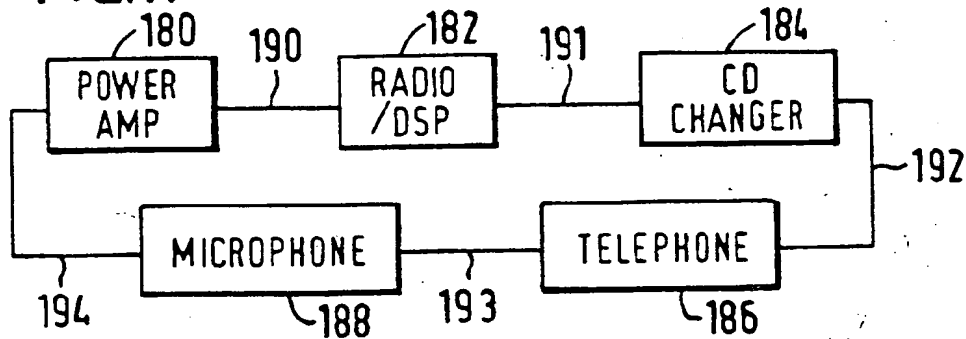 180
190
182
191
184
POWER
AMP
RADIO
/DSP
CD
CHANGER
192
MICROPHONE
TELEPHONE
194
188
193
186